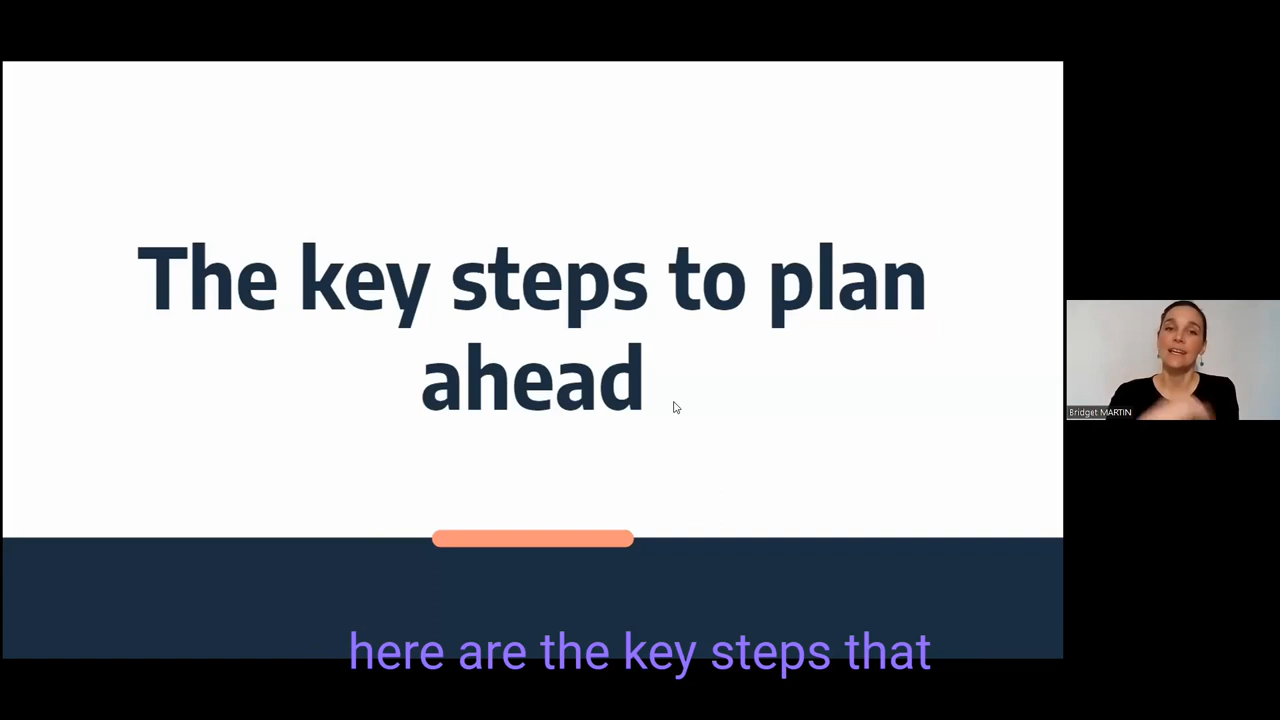 The key steps to plan
ahead
Bridget MARTIN
here are the key steps that